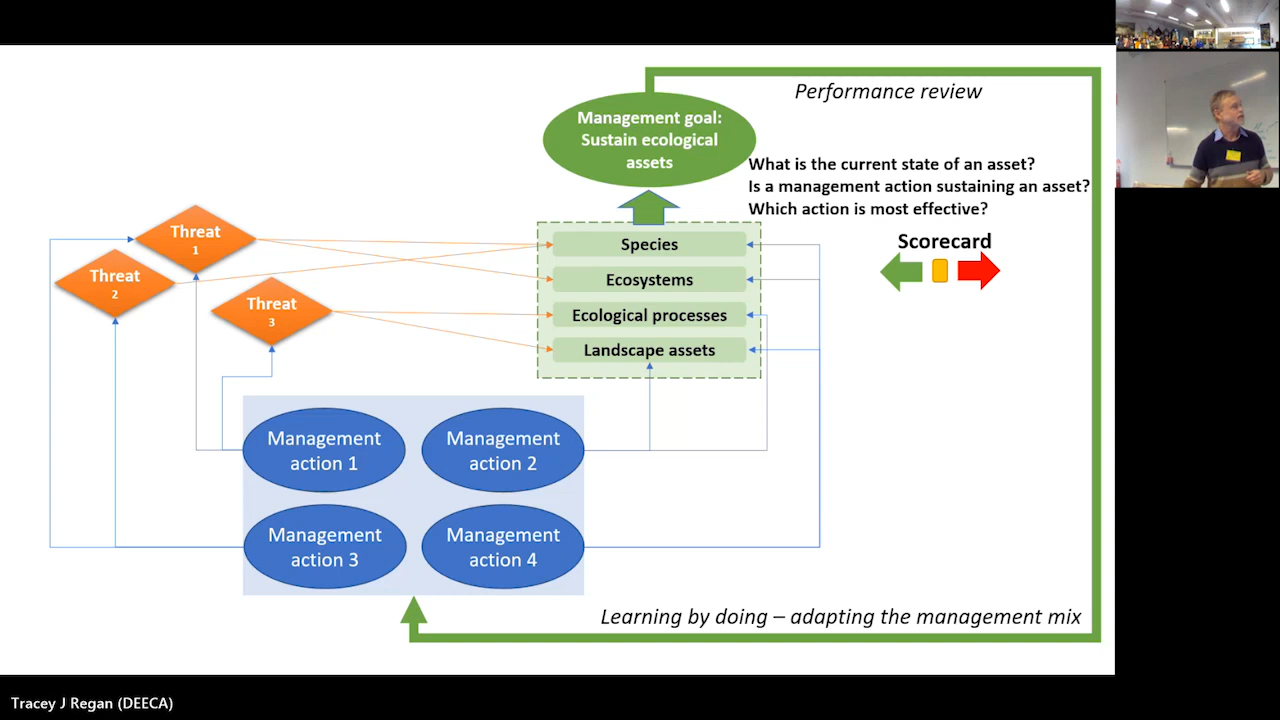 Performance review
Management goal:
Sustain ecological
assets
What is the current state of an asset?
Is a management action sustaining an asset?
Which action is most effective?
Scorecard
Threat
1
Threat
2
Threat
3
Species
Ecosystems
Ecological processes
Landscape assets
Management
action 1
Management
action 2
Management
action 3
Management
action 4
Learning by doing – adapting the management mix
Tracey J Regan (DEECA)